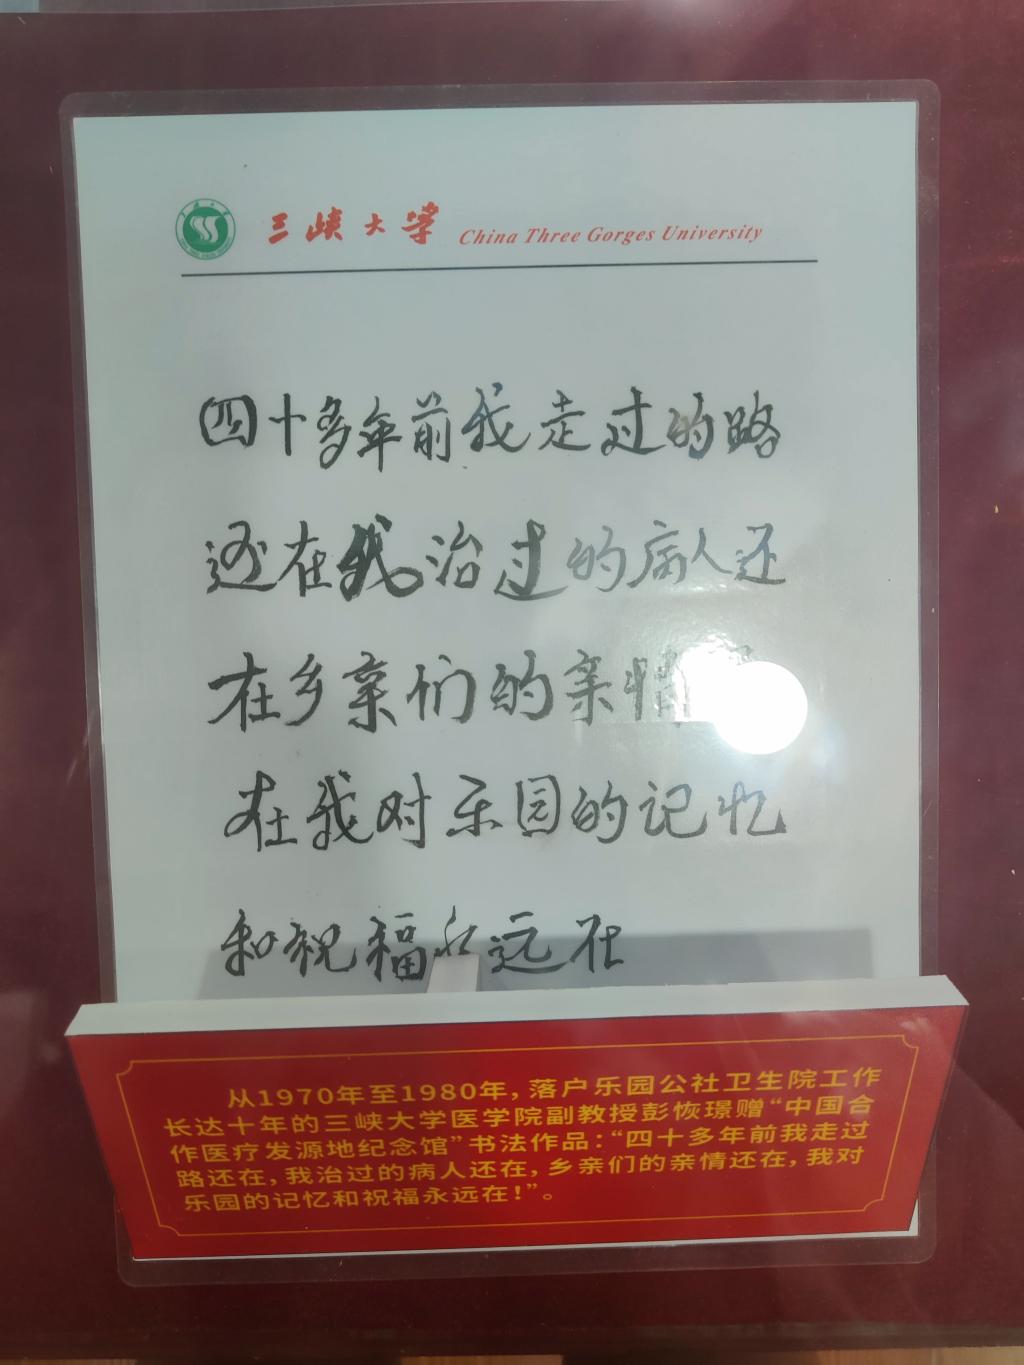 三峡大学 China Three Gorges University
四十多年前我走过的路
还在我治过的病人还
在乡亲们的亲情
在我对乐园的记忆
和祝福永远在
从1970年至1980年，落户乐园公社卫生院工作
长达十年的三峡大学医学院副教授彭恢璟赠“中国合
作医疗发源地纪念馆”书法作品：“四十多年前我走过
路还在，我治过的病人还在，乡亲们的亲情还在，我对
乐园的记忆和祝福永远在！”。